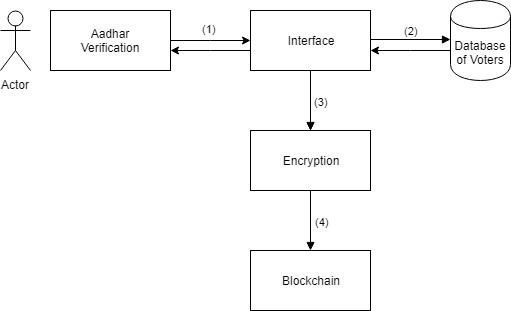 Aadhar
Verification
(1)
Interface
(2)
Database
of Voters
Actor
(3)
Encryption
(4)
Blockchain